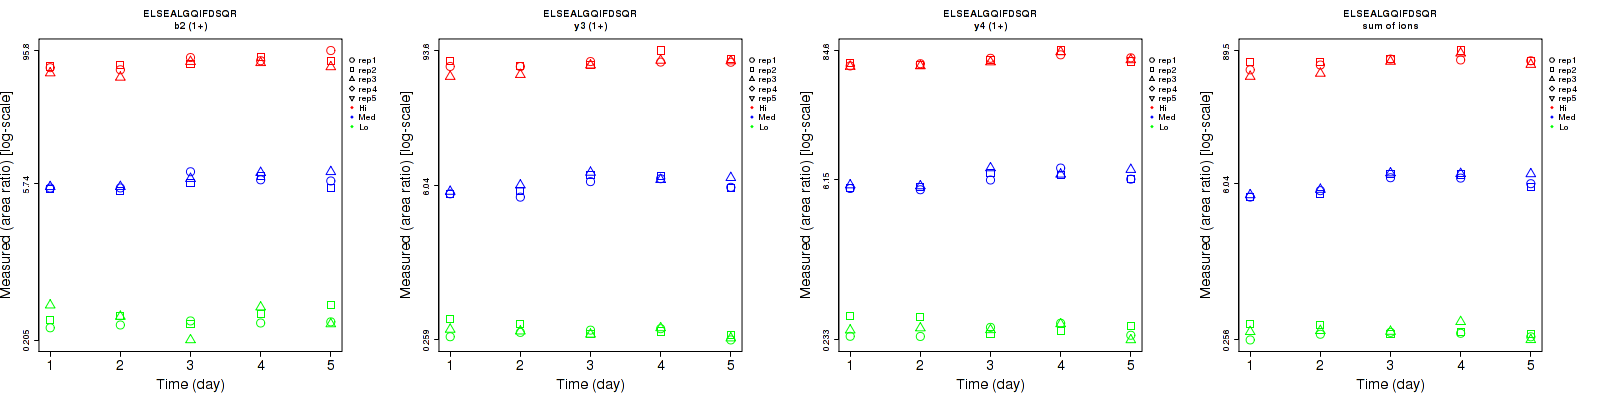 ELSEALGQIFDSQR
b2 (1+)
95.8
5.74
0.205
Measured (area ratio) [log-scale]
1 2 3 4 5
Time (day)
rep1
rep2
rep3
rep4
rep5
Hi
Med
Lo
ELSEALGQIFDSQR
y3 (1+)
93.6
6.04
0.259
Measured (area ratio) [log-scale]
1 2 3 4 5
Time (day)
rep1
rep2
rep3
rep4
rep5
Hi
Med
Lo
ELSEALGQIFDSQR
y4 (1+)
84.6
6.15
0.233
Measured (area ratio) [log-scale]
1 2 3 4 5
Time (day)
rep1
rep2
rep3
rep4
rep5
Hi
Med
Lo
ELSEALGQIFDSQR
sum of ions
89.5
6.04
0.256
Measured (area ratio) [log-scale]
1 2 3 4 5
Time (day)
rep1
rep2
rep3
rep4
rep5
Hi
Med
Lo